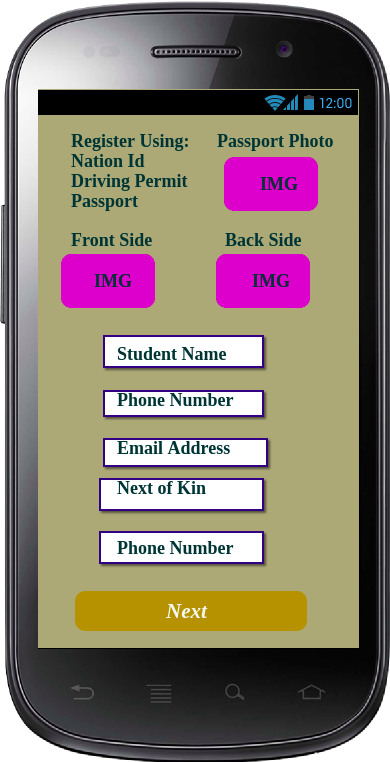 12:00
Register Using:
Nation Id
Driving Permit
Passport
Passport Photo
IMG
Front Side
Back Side
IMG
IMG
Student Name
Phone Number
Email Address
Next of Kin
Phone Number
Next